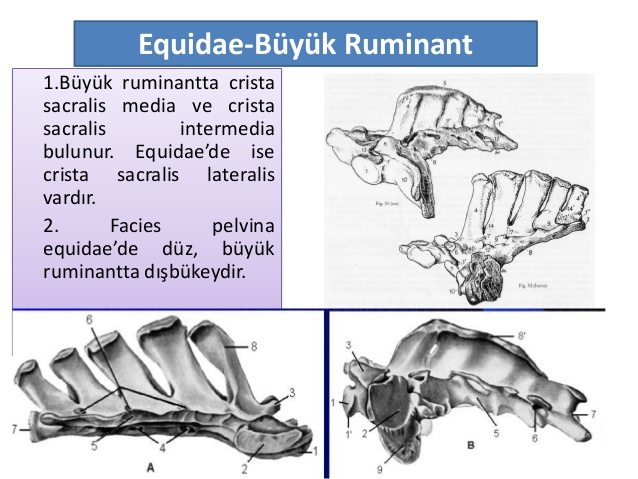 Equidae-Büyük Ruminant
1.Büyük ruminantta crista
sacralis media ve crista
sacralis intermedia
bulunur. Equidae’de ise
crista sacralis lateralis
vardır.
2. Facies pelvina
equidae’de düz, büyük
ruminantta dışbükeydir.
6
8
3
7
5
4
2
1
A
8'
3
1
1'
2
9
5
6
7
B